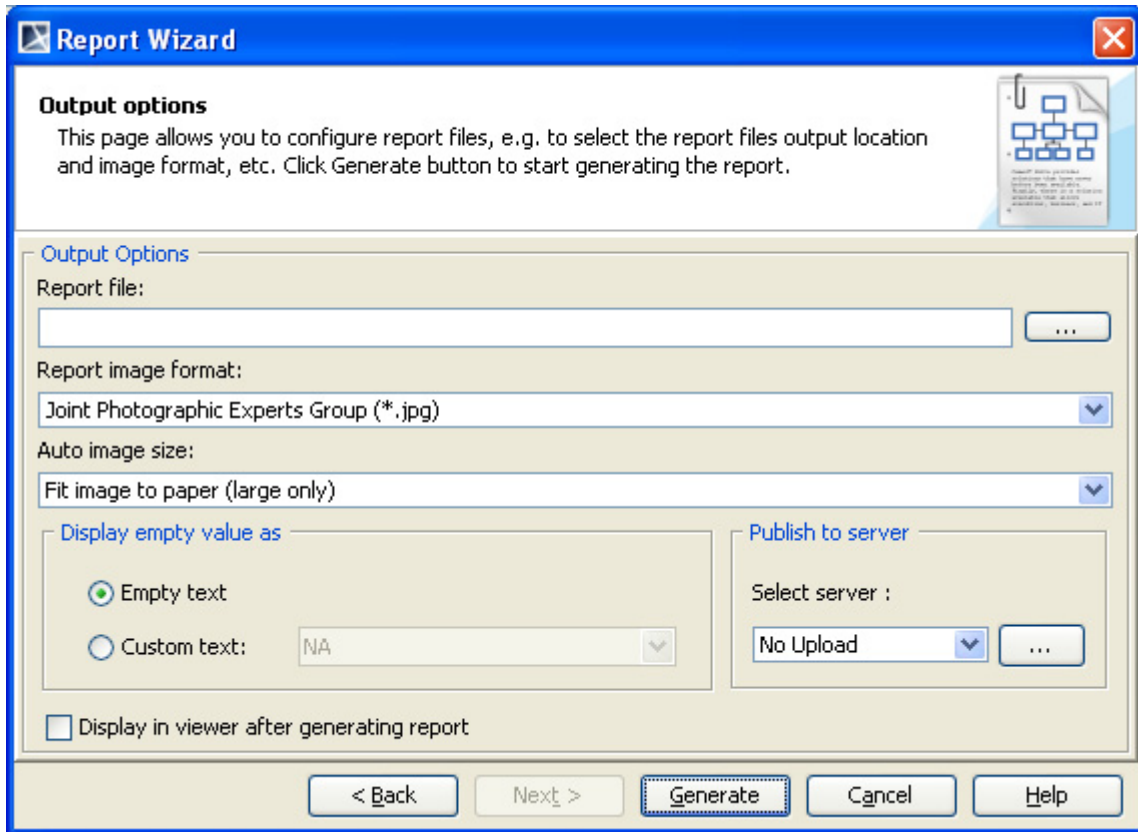 Report Wizard
Output options
This page allows you to configure report files, e.g. to select the report files output location
and image format, etc. Click Generate button to start generating the report.
Output Options
Report file:
...
Report image format:
Joint Photographic Experts Group (*.jpg)
Auto image size:
Fit image to paper (large only)
Display empty value as
Empty text
Custom text:
NA
Publish to server
Select server :
No Upload
...
Display in viewer after generating report
< Back
Next >
Generate
Cancel
Help